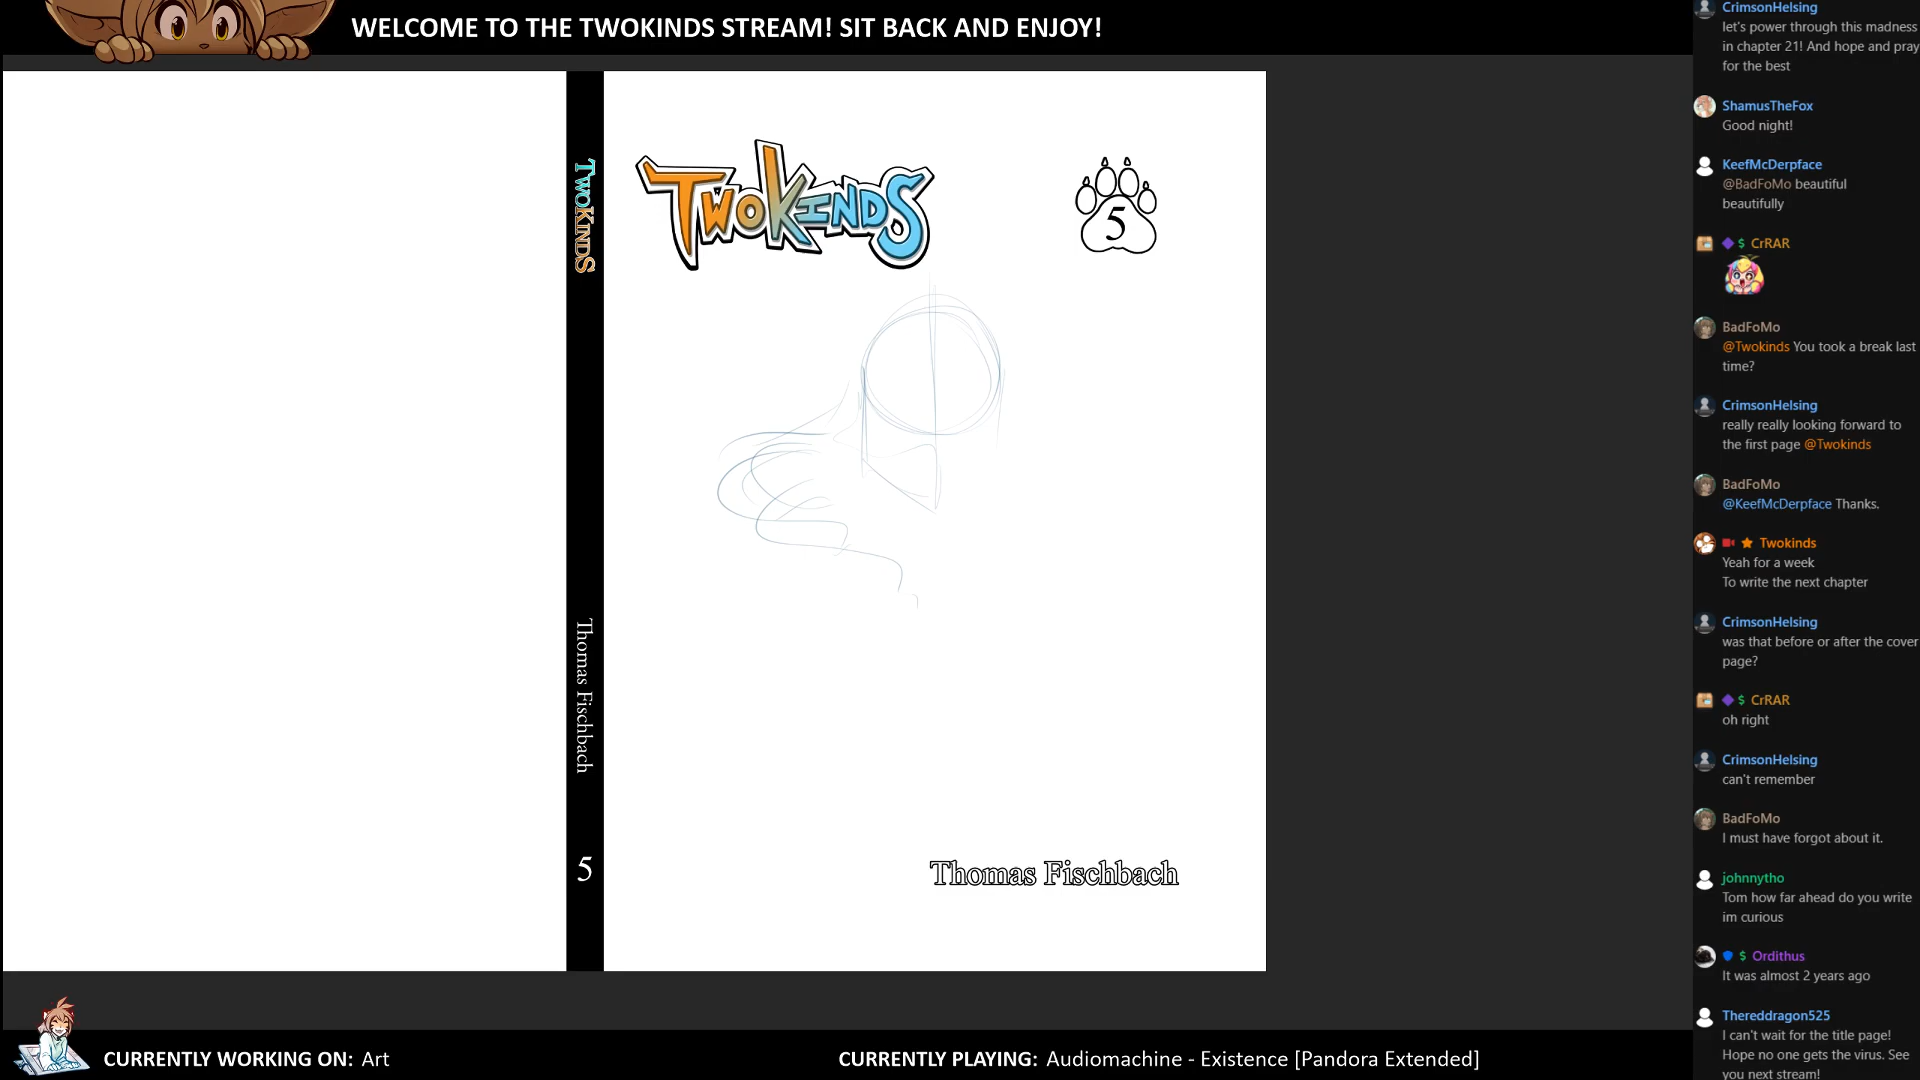 WELCOME TO THE TWOKINDS STREAM! SIT BACK AND ENJOY!
TWOKINDS
Thomas Fischbach
5
TWOKINDS
5
Thomas Fischbach
CrimsonHelsing
let's power through this madness
in chapter 21! And hope and pray
for the best
ShamusTheFox
Good night!
KeefMcDerpface
@BadFoMo beautiful
beautifully
$ CrRAR
BadFoMo
@Twokinds You took a break last
time?
CrimsonHelsing
really really looking forward to
the first page @Twokinds
BadFoMo
@KeefMcDerpface Thanks.
Twokinds
Yeah for a week
To write the next chapter
CrimsonHelsing
was that before or after the cover
page?
$ CrRAR
oh right
CrimsonHelsing
can't remember
BadFoMo
I must have forgot about it.
johnnytho
Tom how far ahead do you write
im curious
$ Ordithus
It was almost 2 years ago
Thereddragon525
I can't wait for the title page!
Hope no one gets the virus. See
you next stream!
CURRENTLY WORKING ON: Art
CURRENTLY PLAYING: Audiomachine - Existence [Pandora Extended]